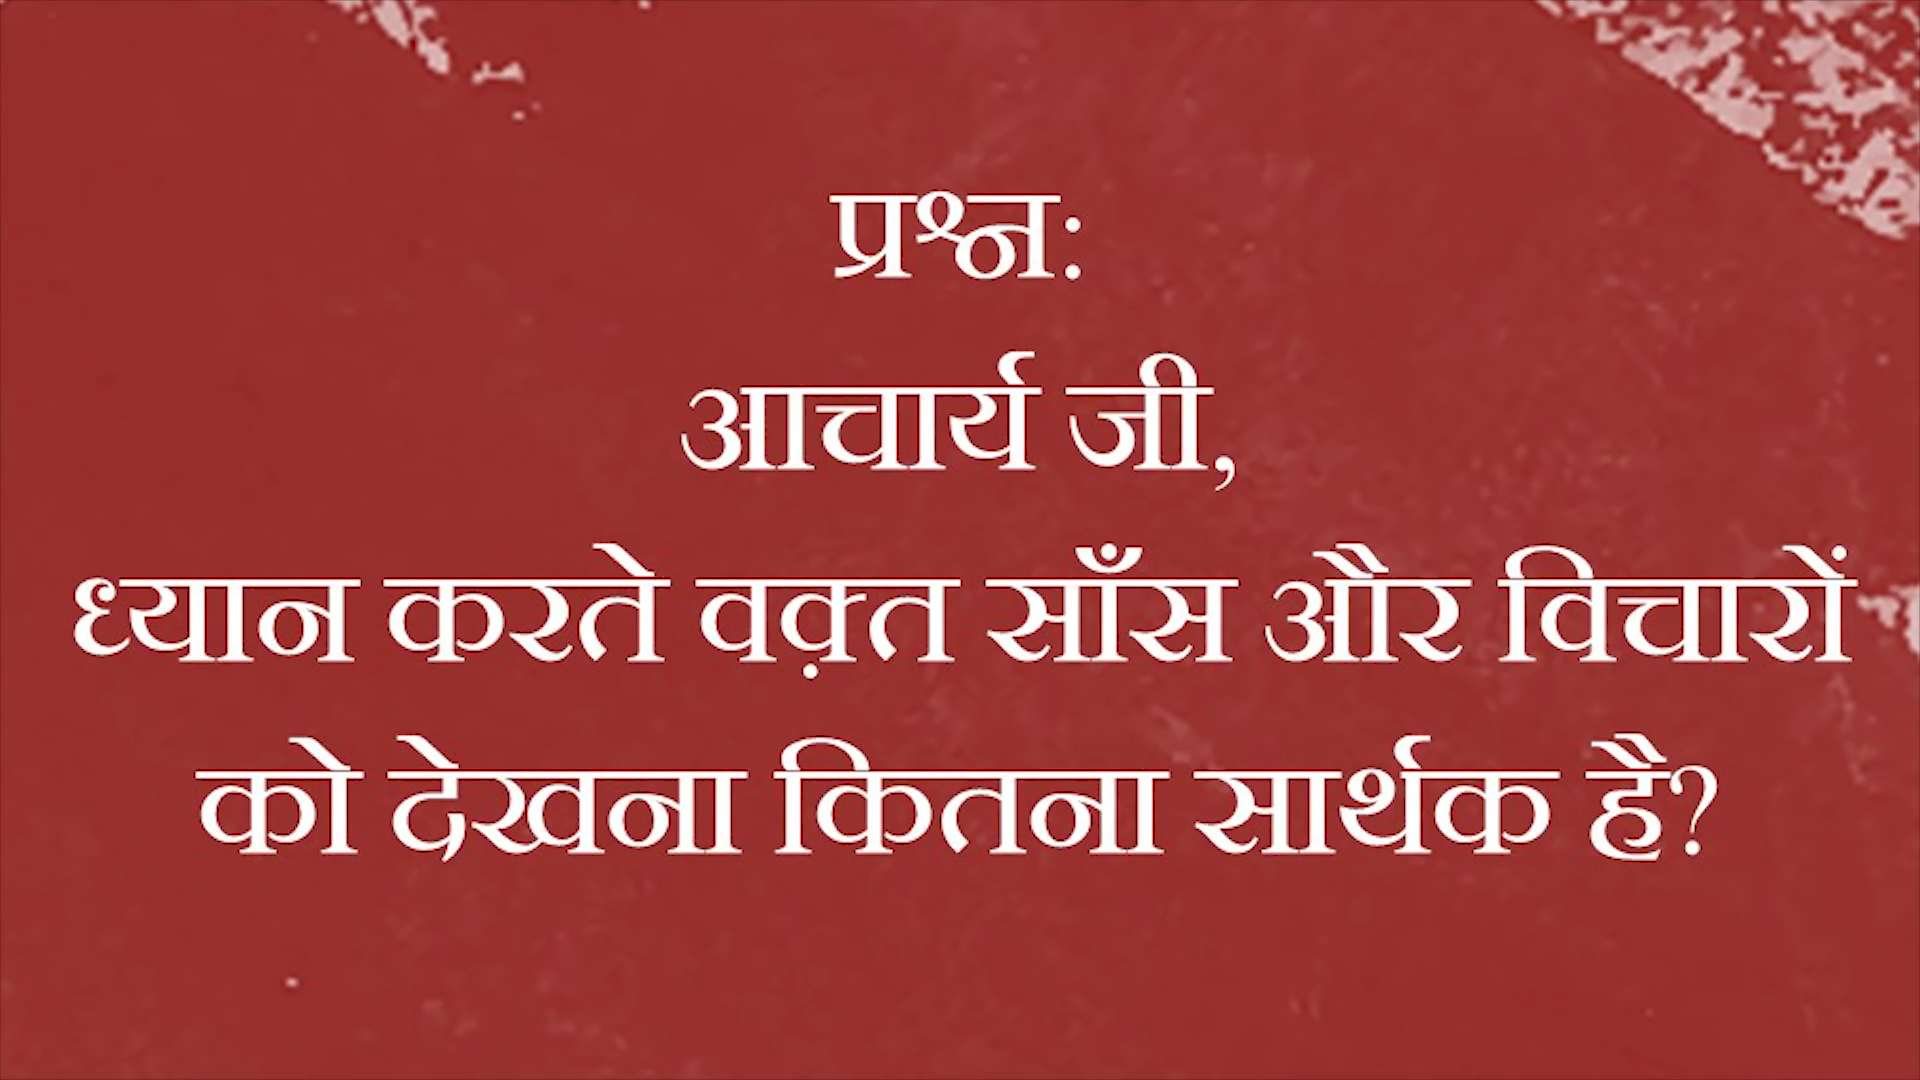 प्रश्न:
आचार्य जी,
ध्यान करते वक़्त साँस और विचारों
को देखना कितना सार्थक है?